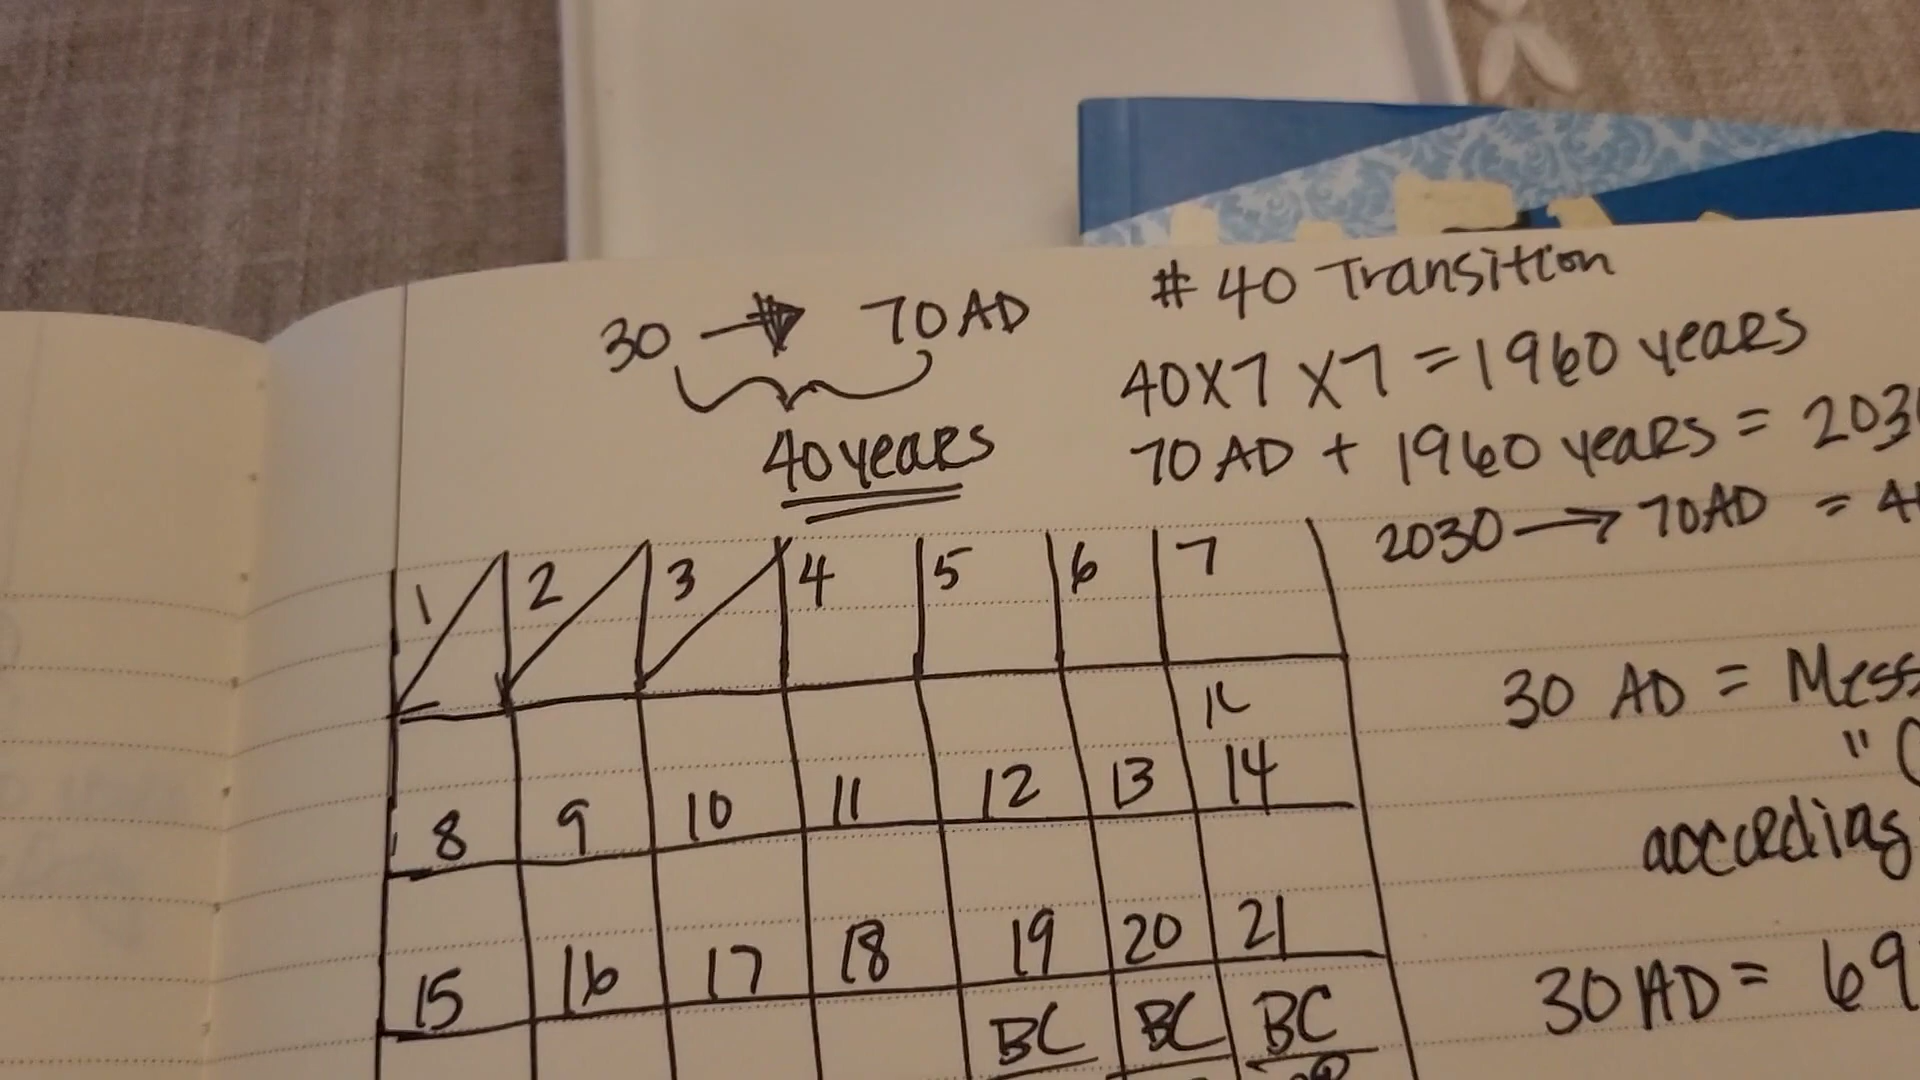 30 → 70 AD
40 years
# 40 Transition
40 X 7 X 7 = 1960 years
70 AD + 1960 years = 203
2030 → 70 AD = 4
1 2 3 4 5 6 7
8 9 10 11 12 13 14
15 16 17 18 19 20 21
BC BC BC
30 AD = Mess
"C
according
30 AD = 69